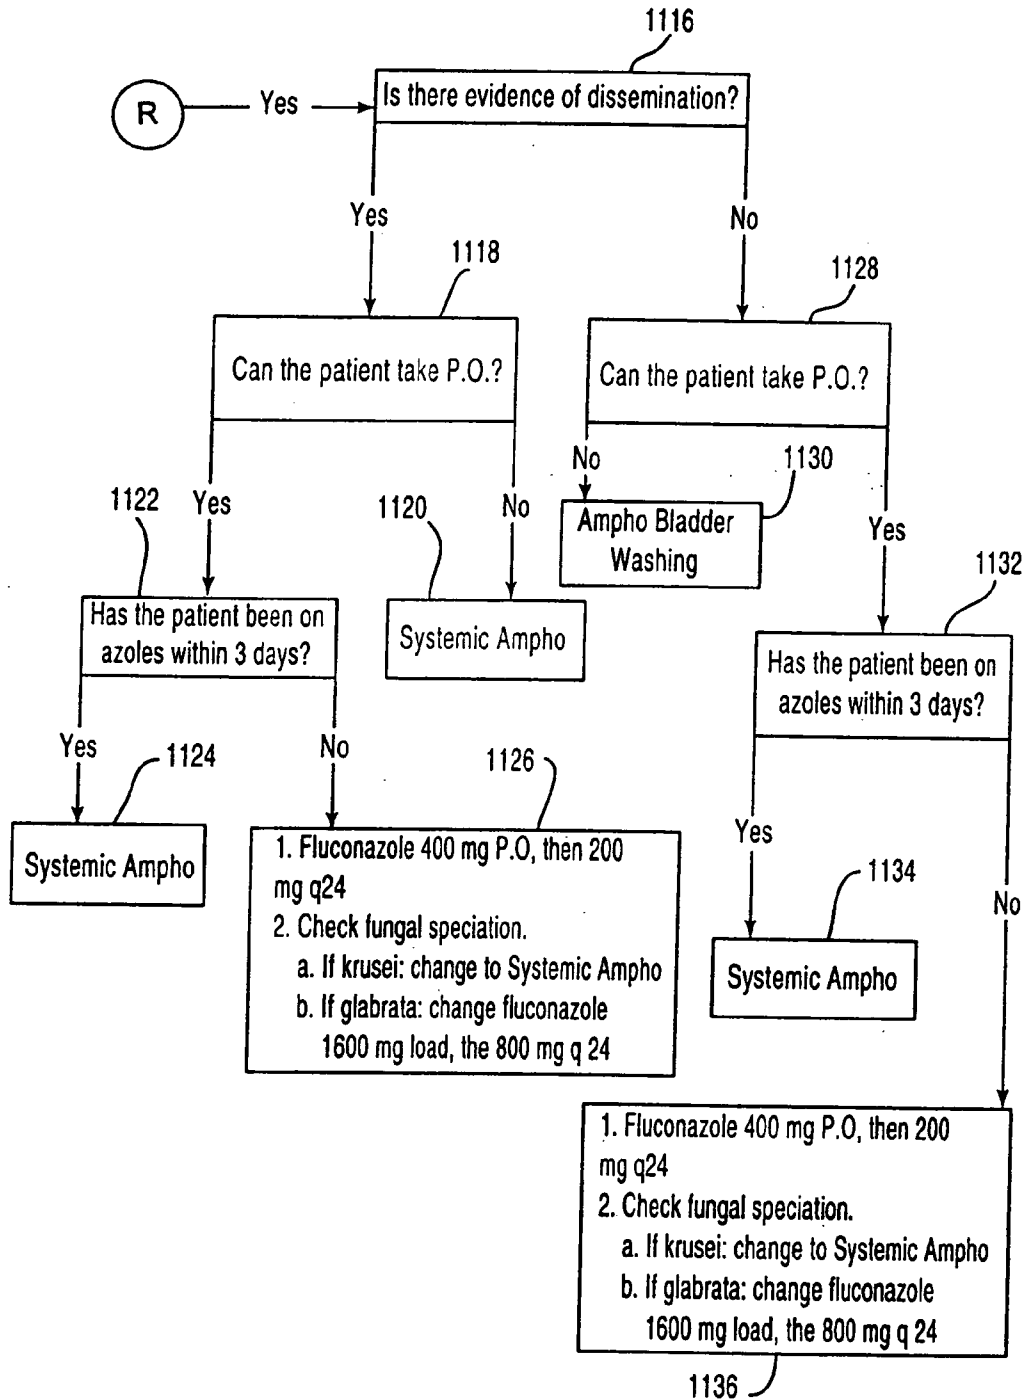 1116
R
Yes
Is there evidence of dissemination?
Yes
No
1118
1128
Can the patient take P.O.?
Can the patient take P.O.?
No
1130
1122
Yes
1120
No
Ampho Bladder
Washing
Yes
1132
Has the patient been on
azoles within 3 days?
Systemic Ampho
Has the patient been on
azoles within 3 days?
Yes
1124
No
1126
Systemic Ampho
1. Fluconazole 400 mg P.O, then 200
mg q24
2. Check fungal speciation.
a. If krusei: change to Systemic Ampho
b. If glabrata: change fluconazole
1600 mg load, the 800 mg q 24
Yes
1134
No
Systemic Ampho
1. Fluconazole 400 mg P.O, then 200
mg q24
2. Check fungal speciation.
a. If krusei: change to Systemic Ampho
b. If glabrata: change fluconazole
1600 mg load, the 800 mg q 24
1136